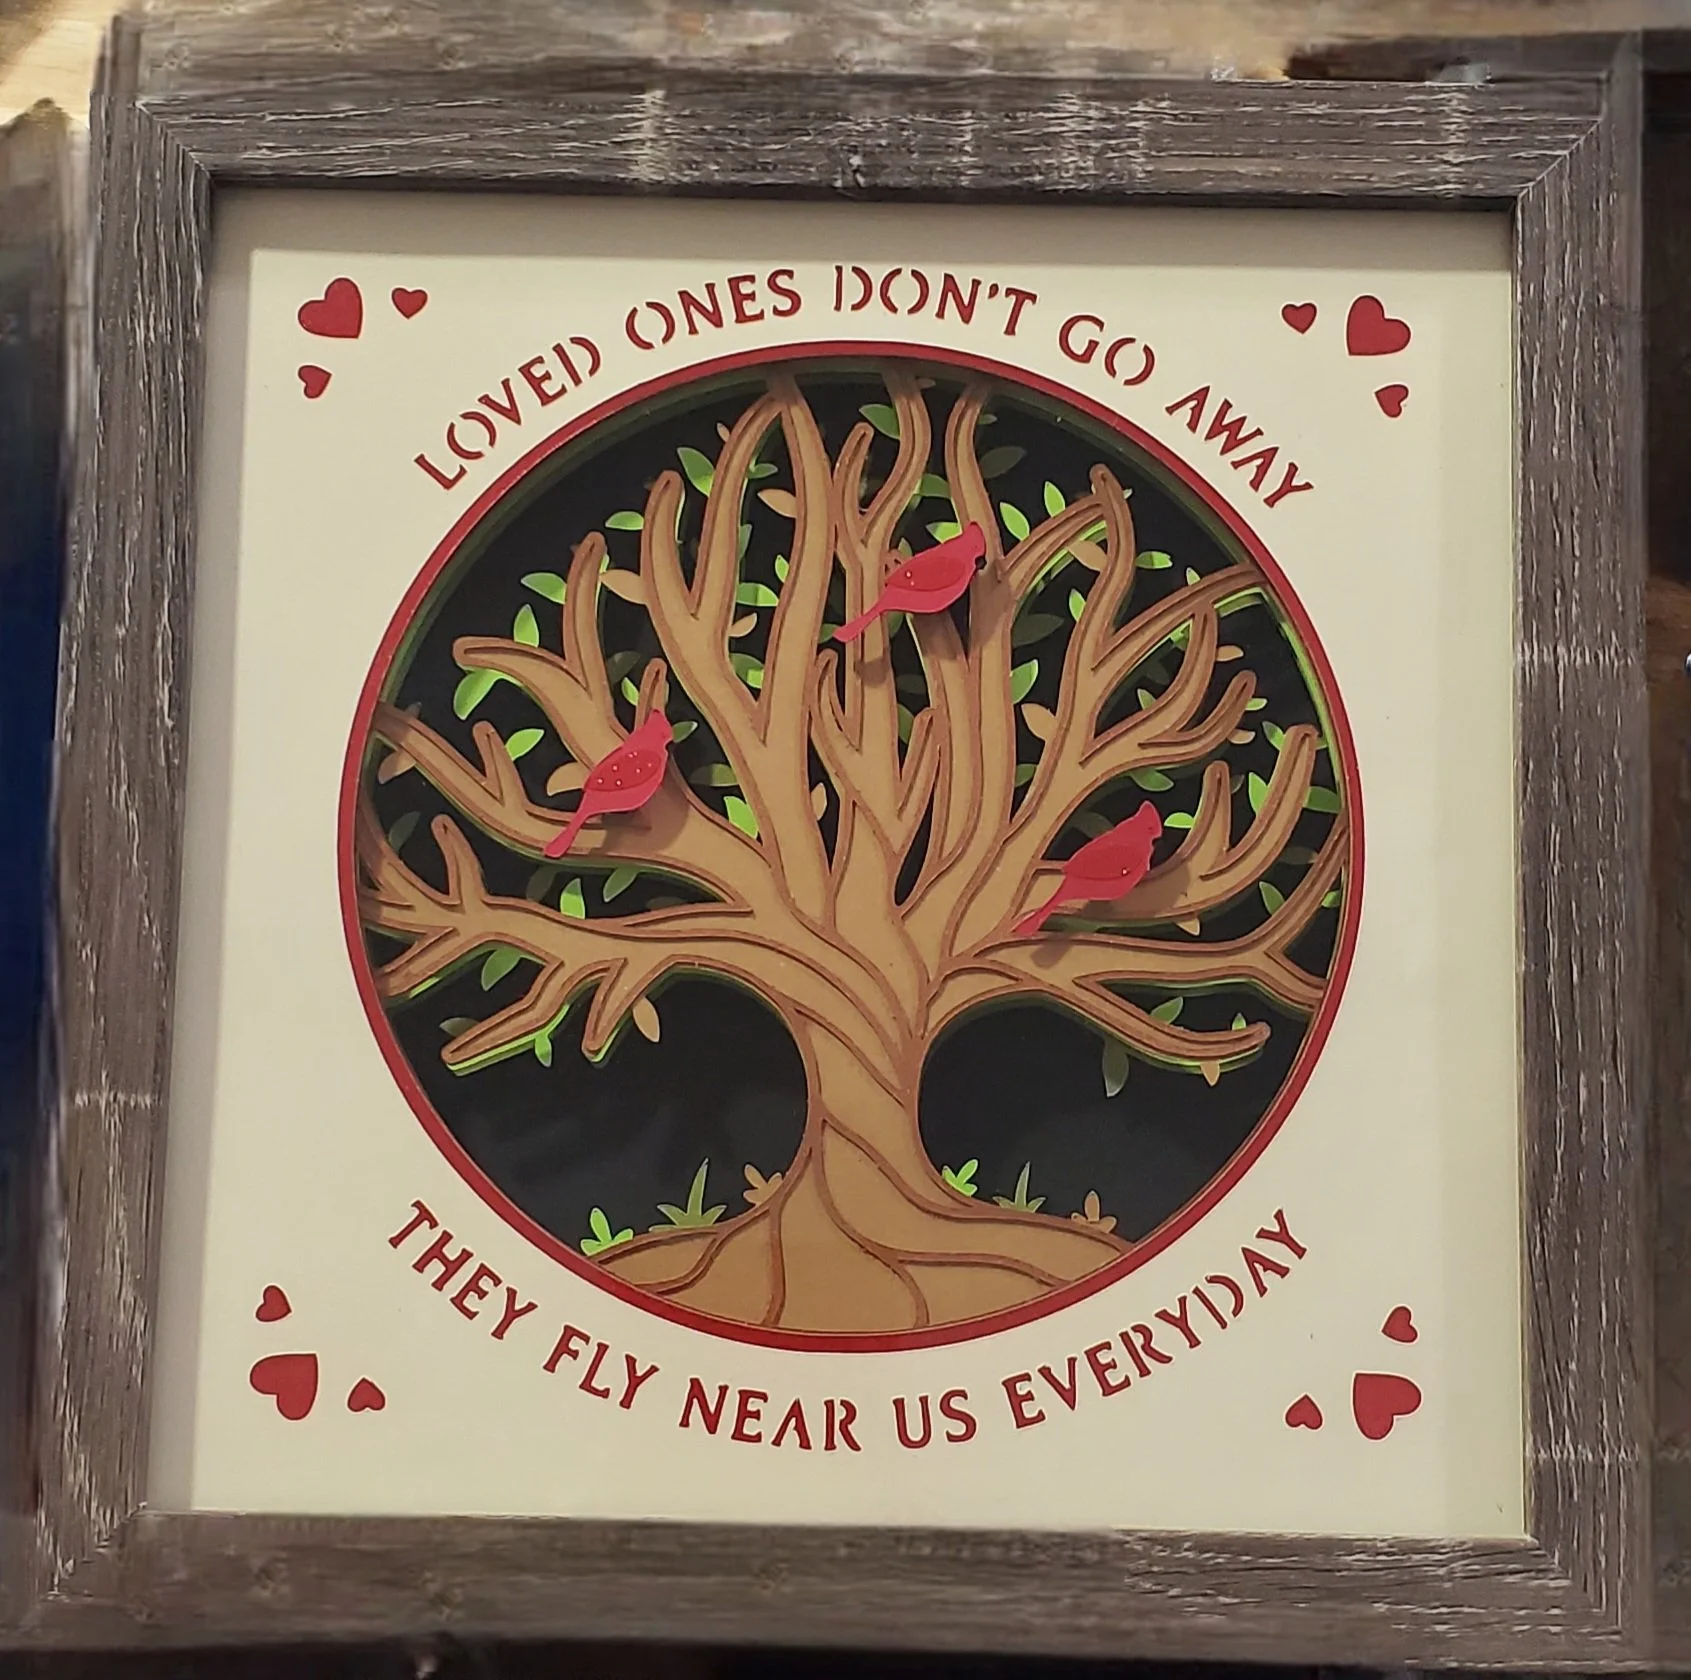 LOVED ONES DON'T GO AWAY
THEY FLY NEAR US EVERYDAY